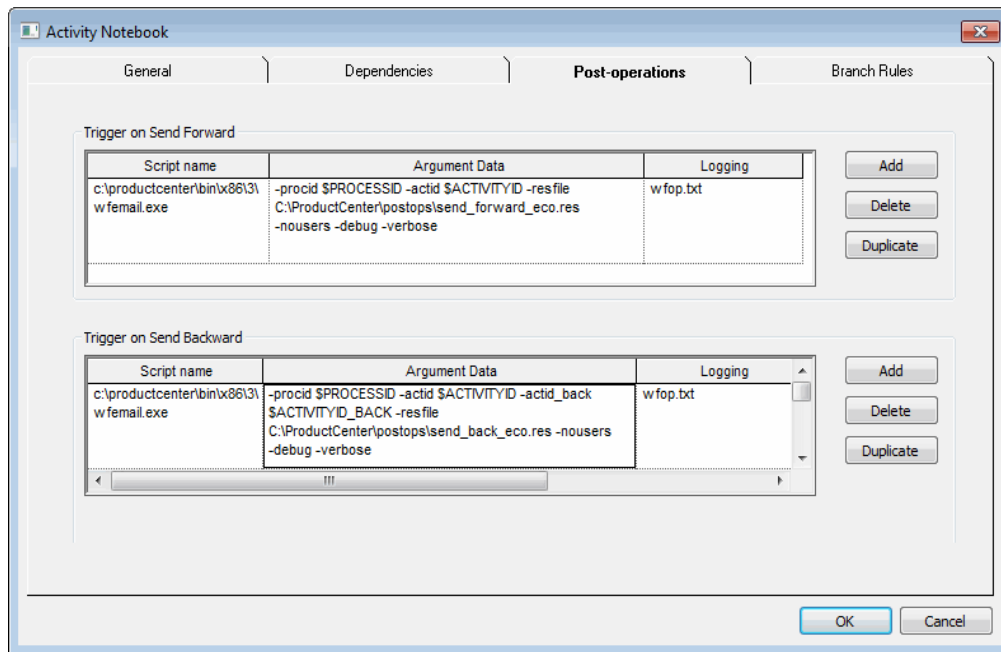 Activity Notebook
General Dependencies Post-operations Branch Rules
Trigger on Send Forward
Script name Argument Data Logging
c:\productcenter\bin\x86\3\ -procid $PROCESSID -actid $ACTIVITYID -resfile wfop.txt
wfemail.exe C:\ProductCenter\postops\send_forward_eco.res
-nousers -debug -verbose
Add
Delete
Duplicate
Trigger on Send Backward
Script name Argument Data Logging
c:\productcenter\bin\x86\3\ -procid $PROCESSID -actid $ACTIVITYID -actid_back wfop.txt
wfemail.exe $ACTIVITYID_BACK -resfile
C:\ProductCenter\postops\send_back_eco.res -nousers
-debug -verbose
Add
Delete
Duplicate
OK Cancel